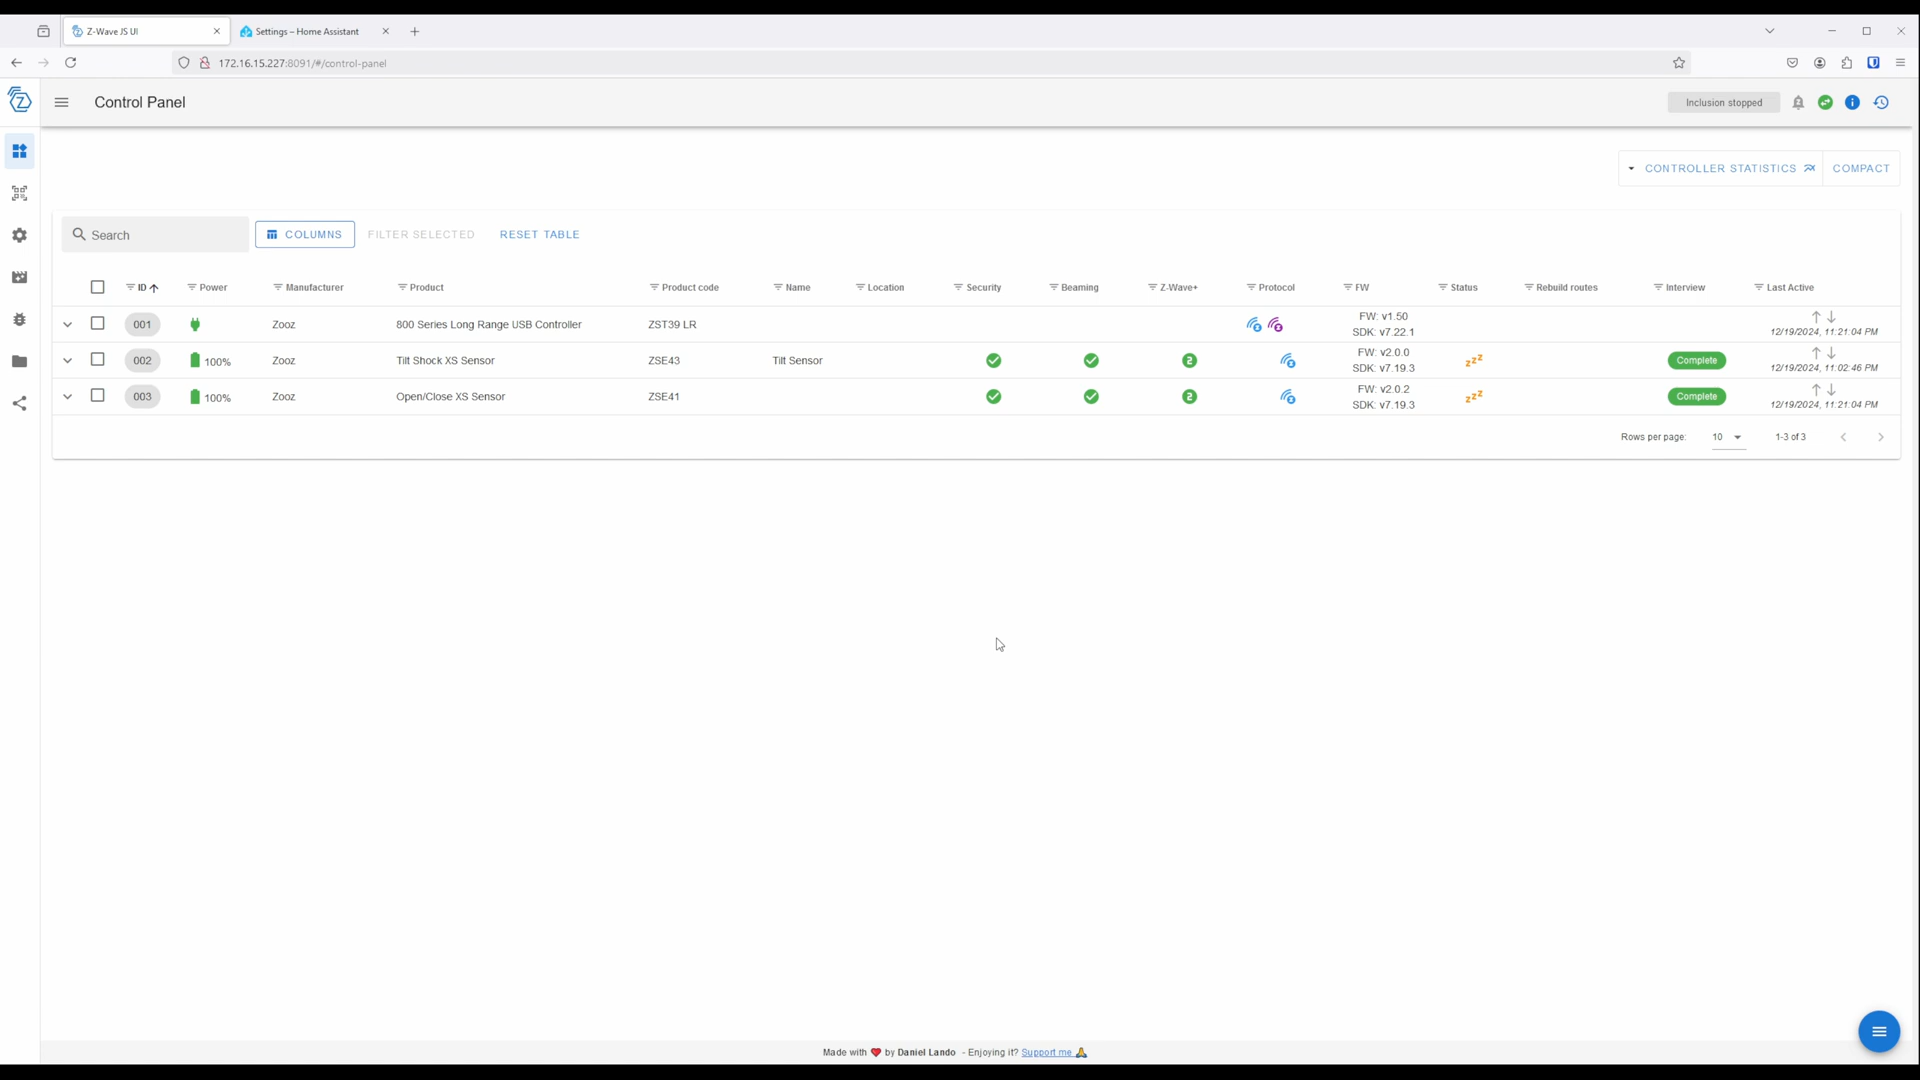 Z-Wave JS UI
Settings – Home Assistant
172.16.15.227:8091/#/control-panel
Control Panel
Inclusion stopped
CONTROLLER STATISTICS
COMPACT
Search
COLUMNS
FILTER SELECTED
RESET TABLE
ID Power Manufacturer Product Product code Name Location Security Beaming Z-Wave+ Protocol FW Status Rebuild routes Interview Last Active
001 Zooz 800 Series Long Range USB Controller ZST39 LR FW: v1.50
SDK: v7.22.1 12/19/2024, 11:21:04 PM
002 100% Zooz Tilt Shock XS Sensor ZSE43 Tilt Sensor 2 FW: v2.0.0 zzz Complete
SDK: v7.19.3 12/19/2024, 11:02:46 PM
003 100% Zooz Open/Close XS Sensor ZSE41 2 FW: v2.0.2 zzz Complete
SDK: v7.19.3 12/19/2024, 11:21:04 PM
Rows per page: 10 1-3 of 3
Made with ❤ by Daniel Lando - Enjoying it? Support me 🙏